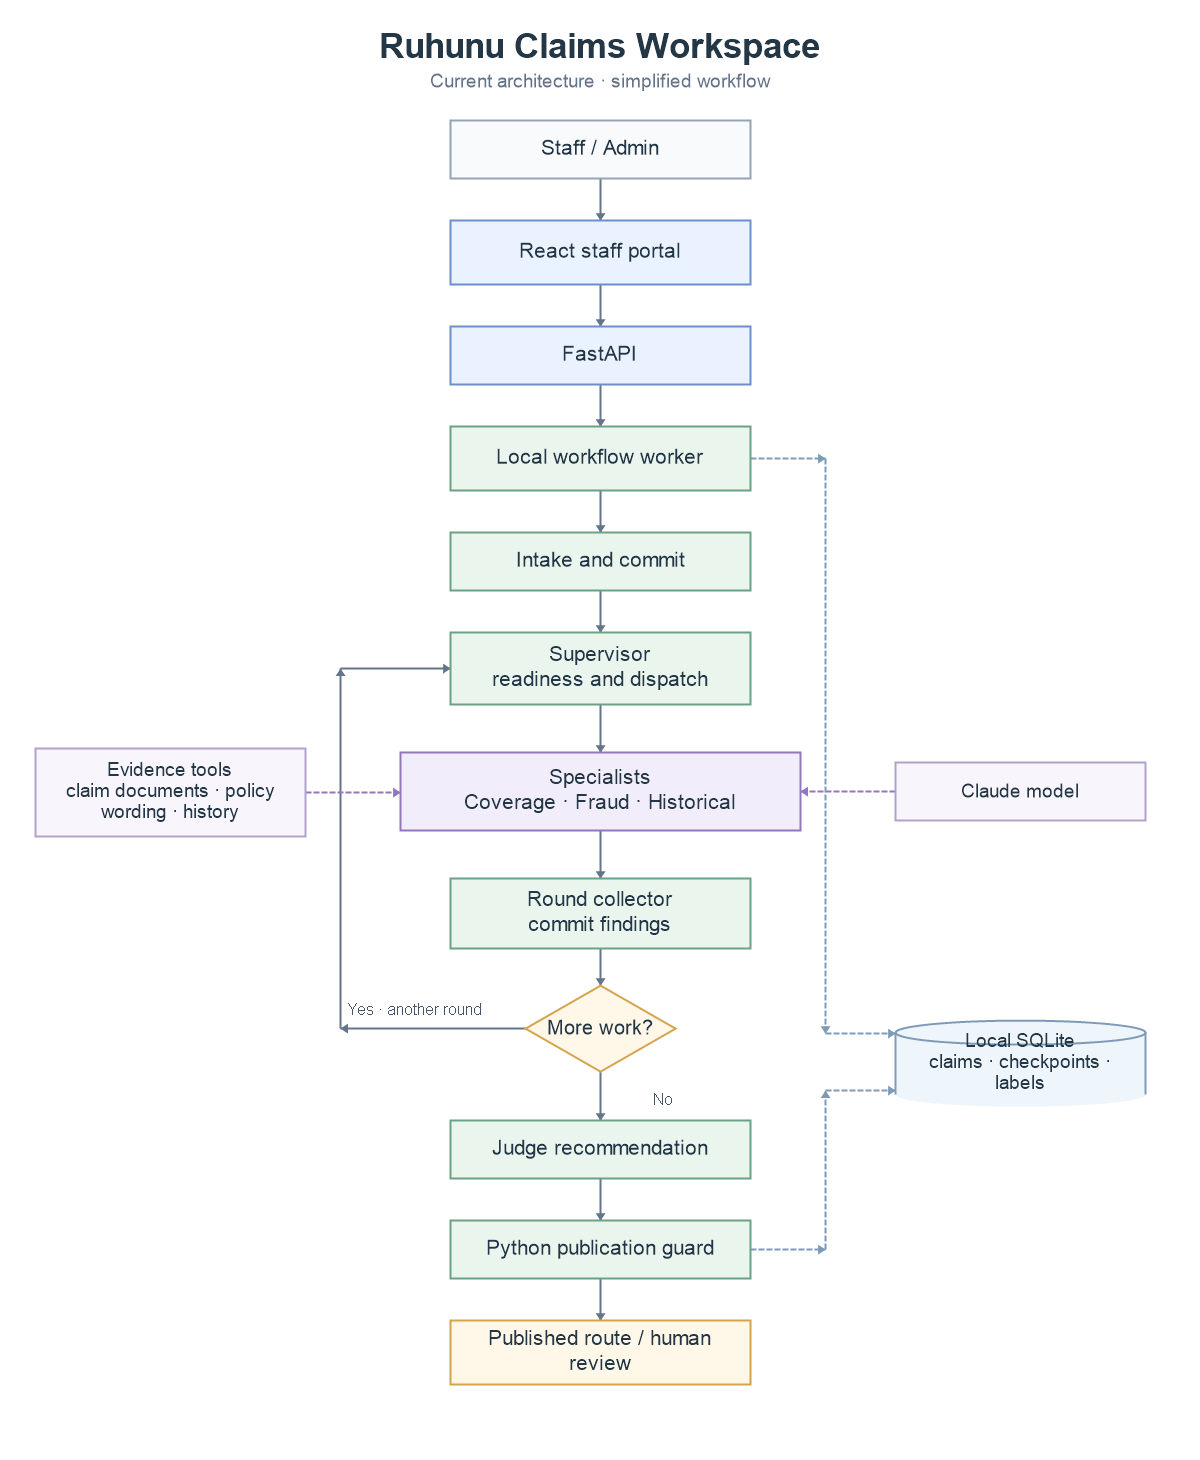 Ruhunu Claims Workspace
Current architecture · simplified workflow
Staff / Admin
React staff portal
FastAPI
Local workflow worker
Intake and commit
Supervisor
readiness and dispatch
Evidence tools
claim documents · policy
wording · history
Specialists
Coverage · Fraud · Historical
Claude model
Round collector
commit findings
Yes · another round
More work?
Local SQLite
claims · checkpoints ·
labels
No
Judge recommendation
Python publication guard
Published route / human
review